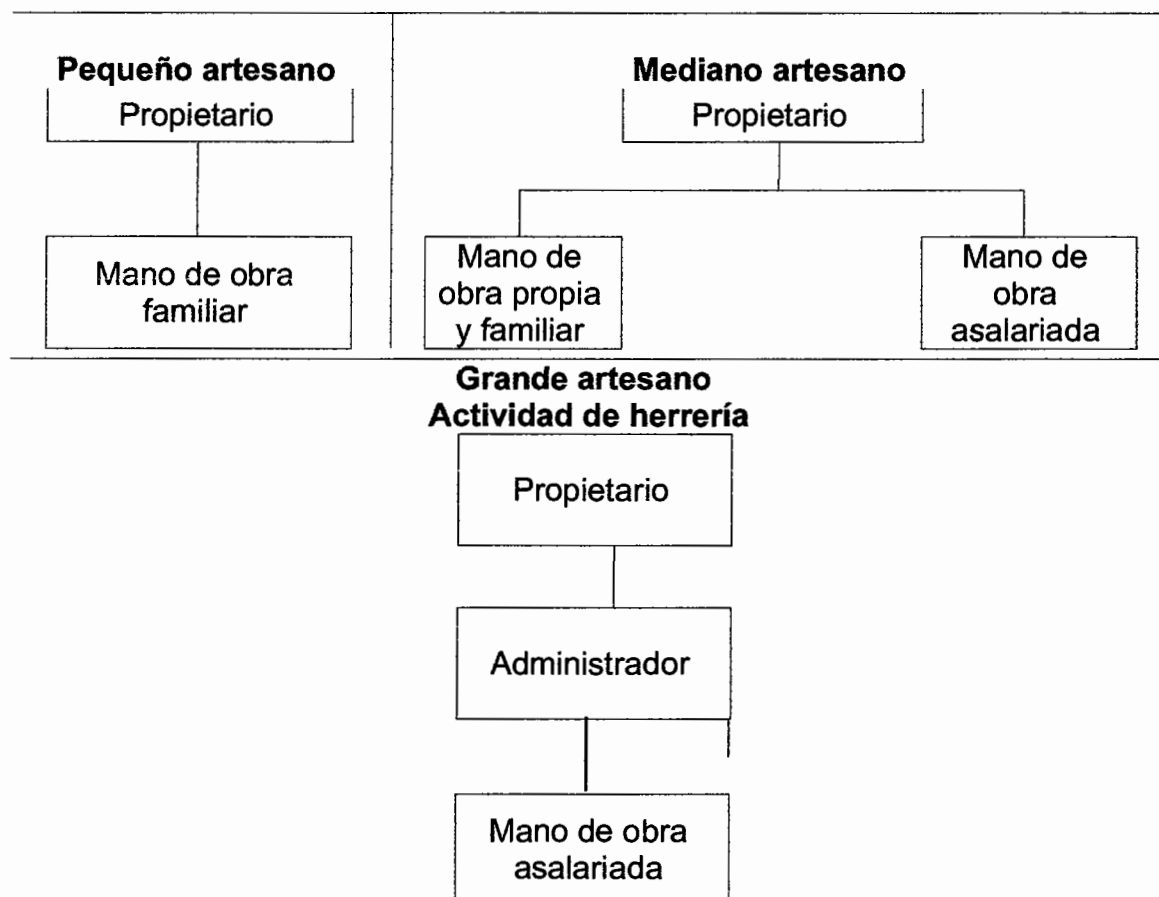 Pequeño artesano
Propietario
Mano de obra
familiar
Mediano artesano
Propietario
Mano de
obra propia
y familiar
Mano de
obra
asalariada
Grande artesano
Actividad de herrería
Propietario
Administrador
Mano de obra
asalariada